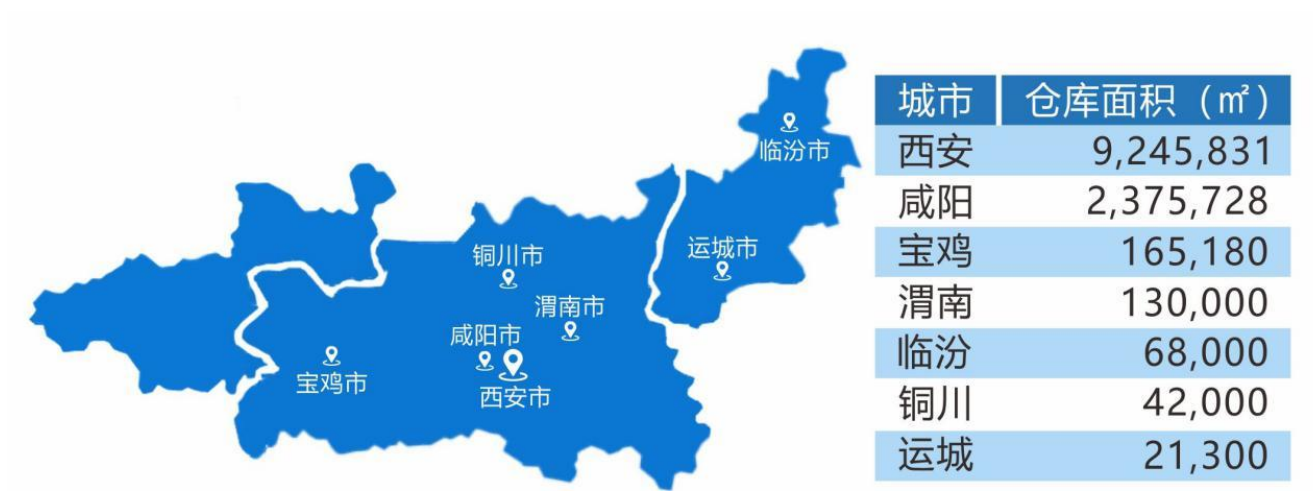 临汾市
运城市
铜川市
渭南市
咸阳市
宝鸡市
西安市
城市 仓库面积（㎡）
西安 9,245,831
咸阳 2,375,728
宝鸡 165,180
渭南 130,000
临汾 68,000
铜川 42,000
运城 21,300